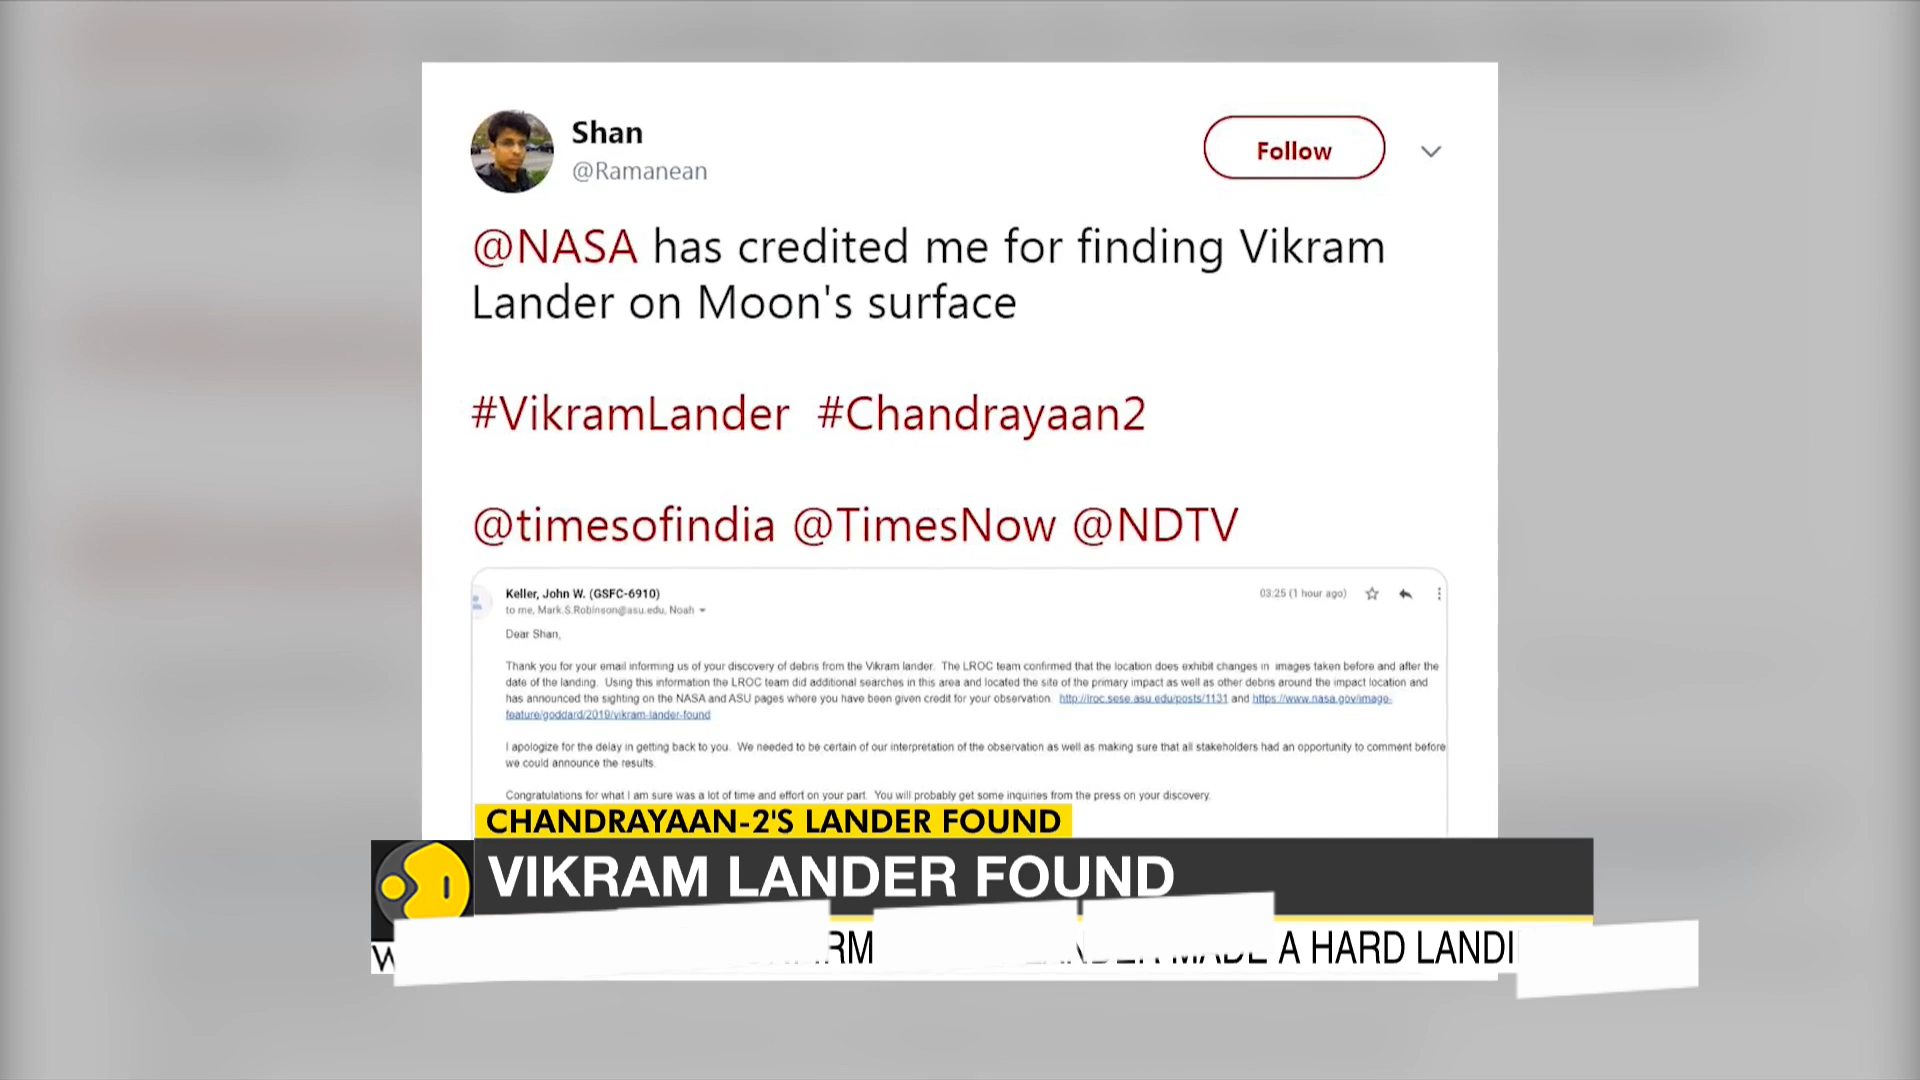 Shan
@Ramanean
Follow
@NASA has credited me for finding Vikram
Lander on Moon's surface
#VikramLander #Chandrayaan2
@timesofindia @TimesNow @NDTV
Keller, John W. (GSFC-6910)
03:25 (1 hour ago)
to me, Mark.S.Robinson@asu.edu, Noah
Dear Shan,
Thank you for your email informing us of your discovery of debris from the Vikram lander. The LROC team confirmed that the location does exhibit changes in images taken before and after the
date of the landing. Using this information the LROC team did additional searches in this area and located the site of the primary impact as well as other debris around the impact location and
has announced the sighting on the NASA and ASU pages where you have been given credit for your observation. http://lroc.sese.asu.edu/posts/1131 and https://www.nasa.gov/image-
feature/goddard/2019/vikram-lander-found
I apologize for the delay in getting back to you. We needed to be certain of our interpretation of the observation as well as making sure that all stakeholders had an opportunity to comment before
we could announce the results.
Congratulations for what I am sure was a lot of time and effort on your part. You will probably get some inquiries from the press on your discovery.
CHANDRAYAAN-2'S LANDER FOUND
VIKRAM LANDER FOUND
MADE A HARD